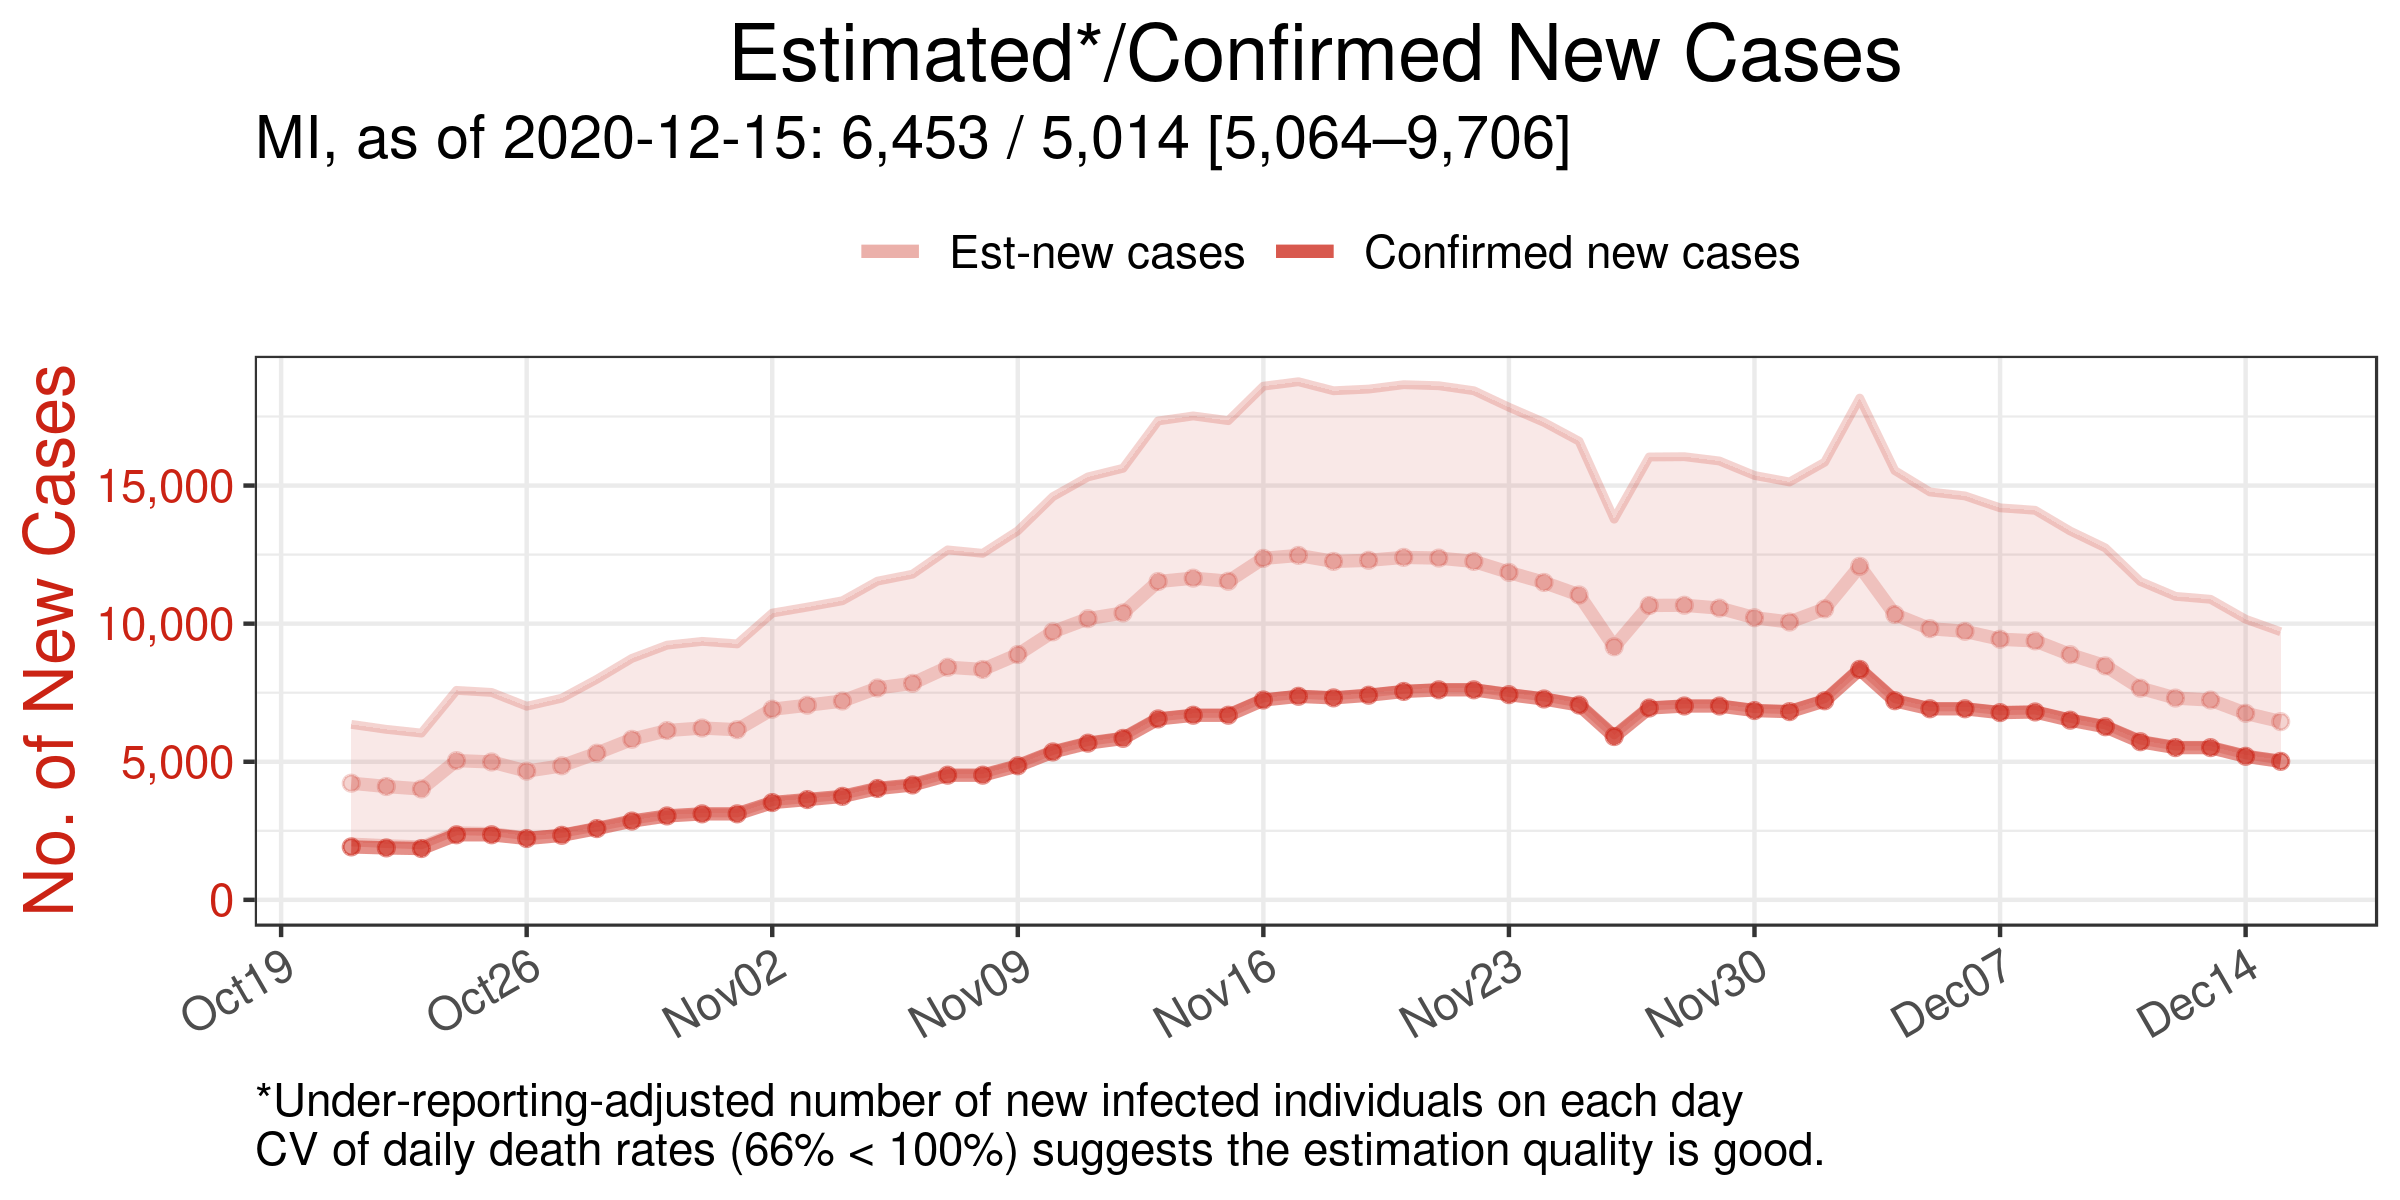 Estimated*/Confirmed New Cases
MI, as of 2020-12-15: 6,453 / 5,014 [5,064–9,706]
Est-new cases
Confirmed new cases
No. of New Cases
15,000
10,000
5,000
0
Oct19
Oct26
Nov02
Nov09
Nov16
Nov23
Nov30
Dec07
Dec14
*Under-reporting-adjusted number of new infected individuals on each day
CV of daily death rates (66% < 100%) suggests the estimation quality is good.